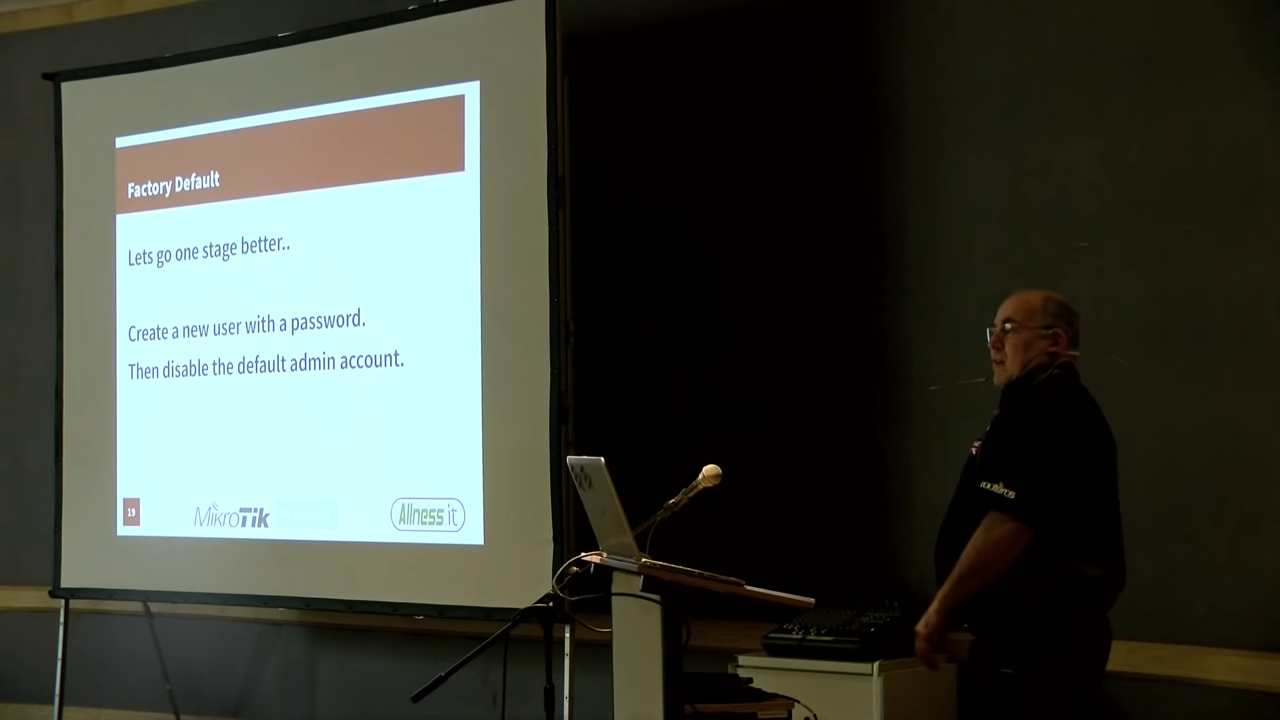 Factory Default
Lets go one stage better..
Create a new user with a password.
Then disable the default admin account.
19
MikroTik
Allness.it
routeros